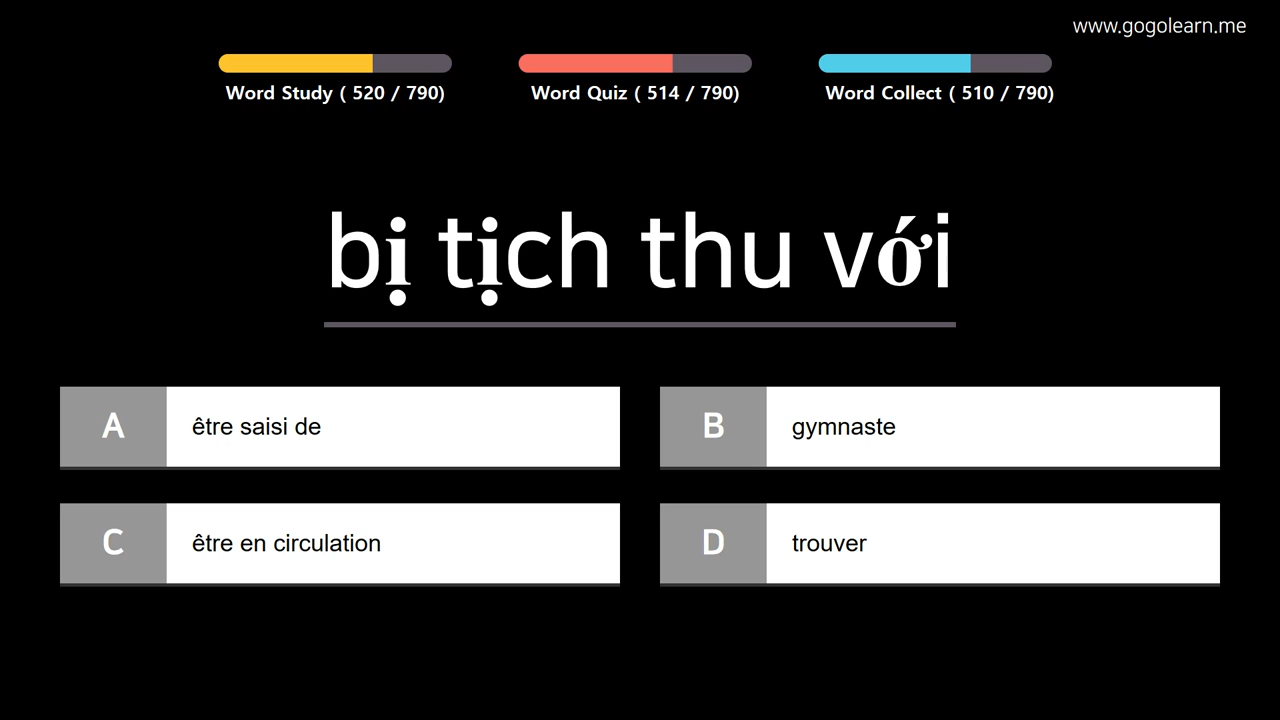 www.gogolearn.me
Word Study ( 520 / 790)
Word Quiz ( 514 / 790)
Word Collect ( 510 / 790)
bị tịch thu với
A être saisi de
B gymnaste
C être en circulation
D trouver